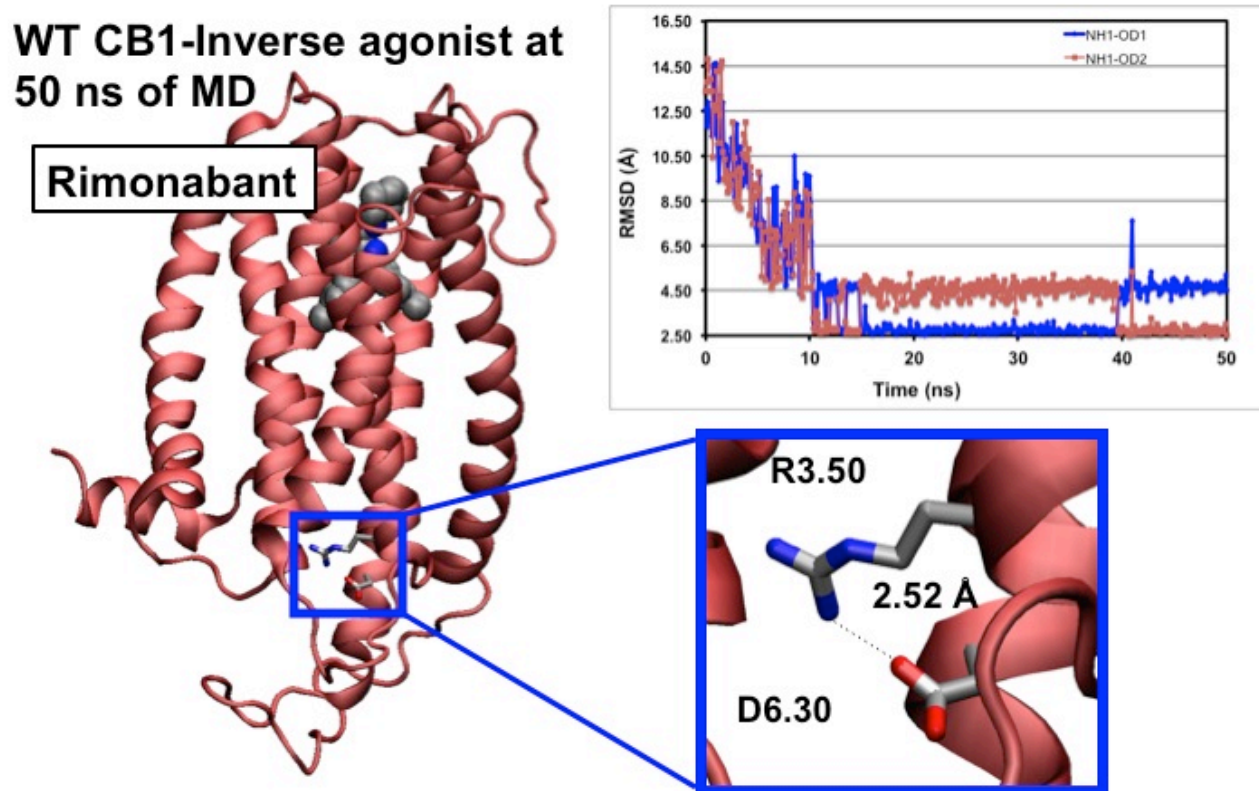 WT CB1-Inverse agonist at
50 ns of MD
Rimonabant
16.50
14.50
12.50
10.50
8.50
6.50
4.50
2.50
RMSD (Å)
NH1-OD1
NH1-OD2
0
10
20
30
40
50
Time (ns)
R3.50
2.52 Å
D6.30